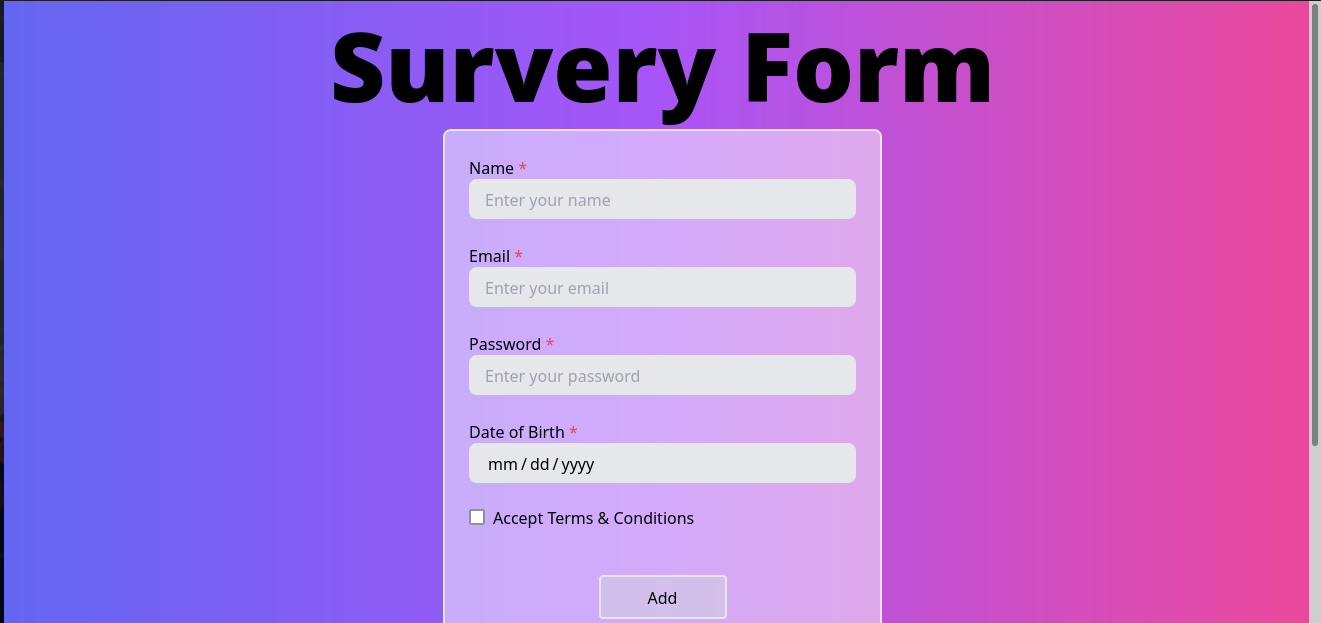 Survery Form
Name *
Enter your name
Email *
Enter your email
Password *
Enter your password
Date of Birth *
mm/dd/yyyy
Accept Terms & Conditions
Add